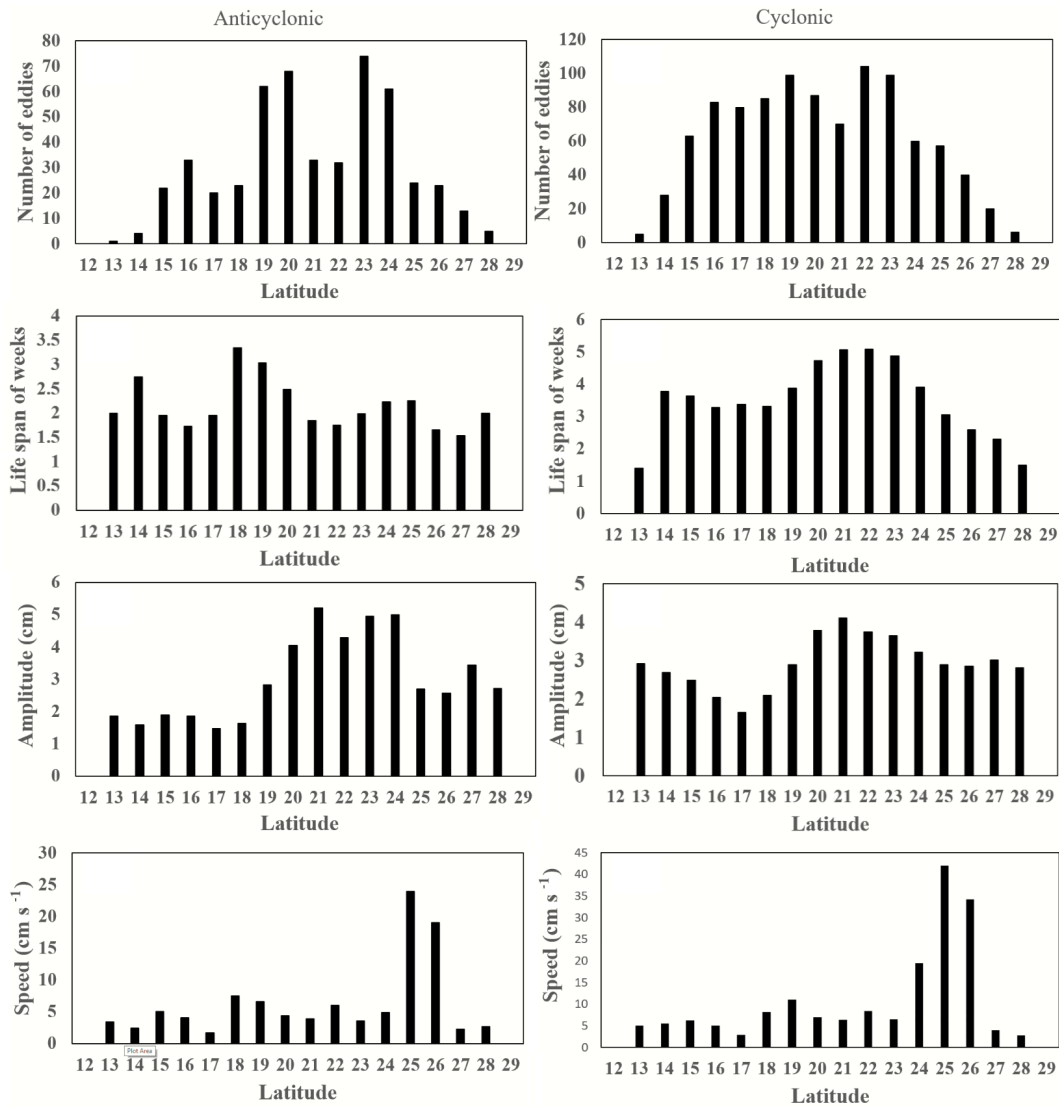 Anticyclonic
Number of eddies
80
70
60
50
40
30
20
10
0
12 13 14 15 16 17 18 19 20 21 22 23 24 25 26 27 28 29
Latitude
Cyclonic
Number of eddies
120
100
80
60
40
20
0
12 13 14 15 16 17 18 19 20 21 22 23 24 25 26 27 28 29
Latitude
Life span of weeks
4
3.5
3
2.5
2
1.5
1
0.5
0
12 13 14 15 16 17 18 19 20 21 22 23 24 25 26 27 28 29
Latitude
Life span of weeks
6
5
4
3
2
1
0
12 13 14 15 16 17 18 19 20 21 22 23 24 25 26 27 28 29
Latitude
Amplitude (cm)
6
5
4
3
2
1
0
12 13 14 15 16 17 18 19 20 21 22 23 24 25 26 27 28 29
Latitude
Amplitude (cm)
5
4
3
2
1
0
12 13 14 15 16 17 18 19 20 21 22 23 24 25 26 27 28 29
Latitude
Speed (cm s -1)
30
25
20
15
10
5
0
12 13 14 15 16 17 18 19 20 21 22 23 24 25 26 27 28 29
Plot Area
Latitude
Speed (cm s -1)
45
40
35
30
25
20
15
10
5
0
12 13 14 15 16 17 18 19 20 21 22 23 24 25 26 27 28 29
Latitude